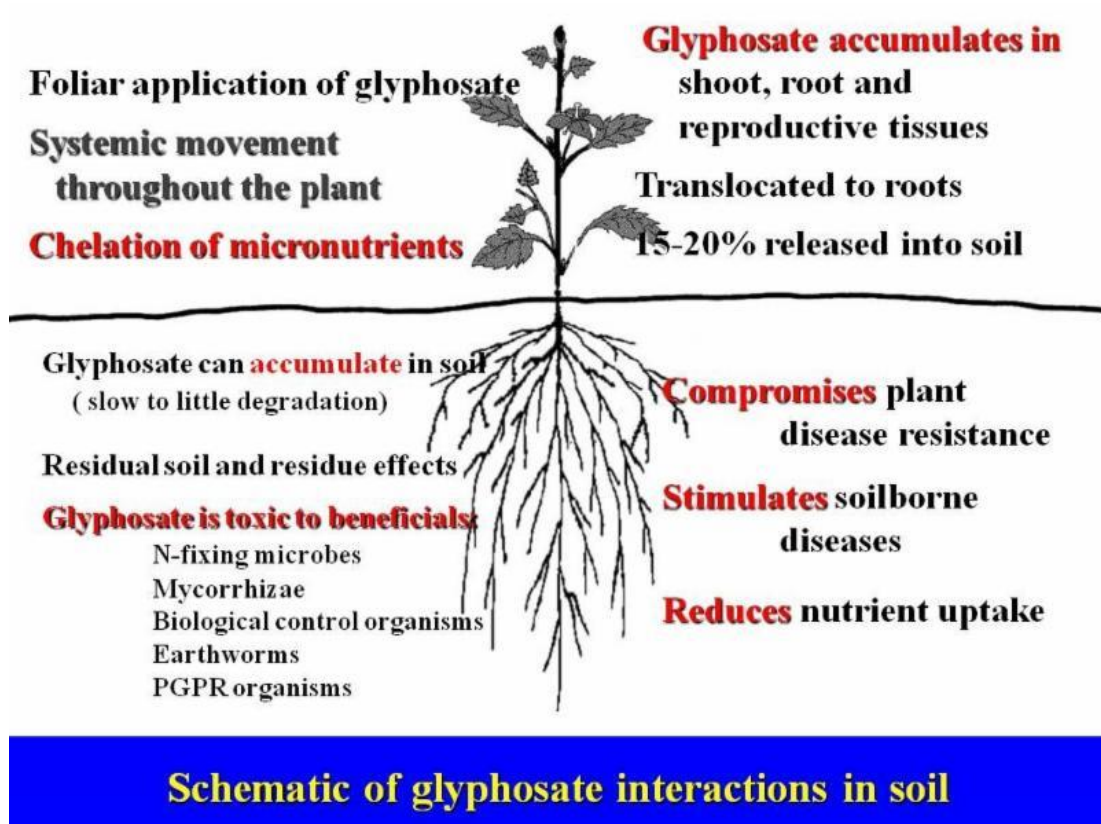 Foliar application of glyphosate
Systemic movement
throughout the plant
Chelation of micronutrients
Glyphosate accumulates in
shoot, root and
reproductive tissues
Translocated to roots
15-20% released into soil
Glyphosate can accumulate in soil
( slow to little degradation)
Residual soil and residue effects
Glyphosate is toxic to beneficials:
N-fixing microbes
Mycorrhizae
Biological control organisms
Earthworms
PGPR organisms
Compromises plant
disease resistance
Stimulates soilborne
diseases
Reduces nutrient uptake
Schematic of glyphosate interactions in soil